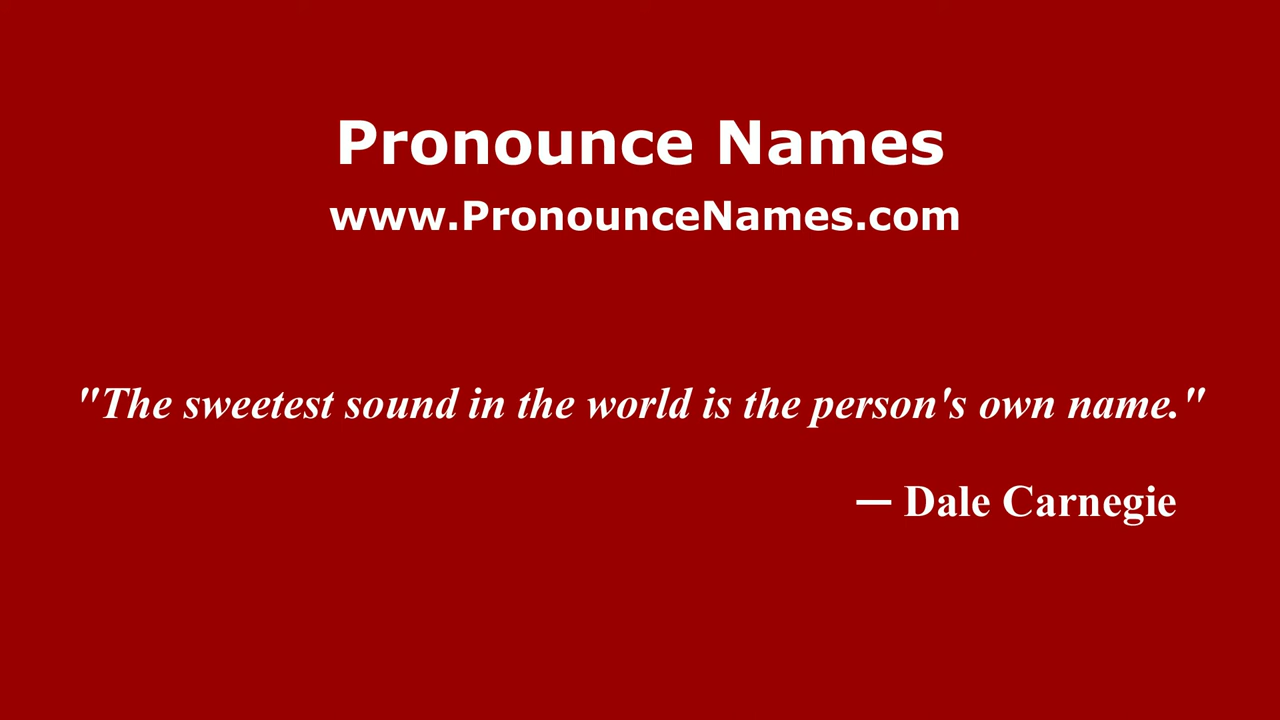 Pronounce Names
www.PronounceNames.com
"The sweetest sound in the world is the person's own name."
— Dale Carnegie